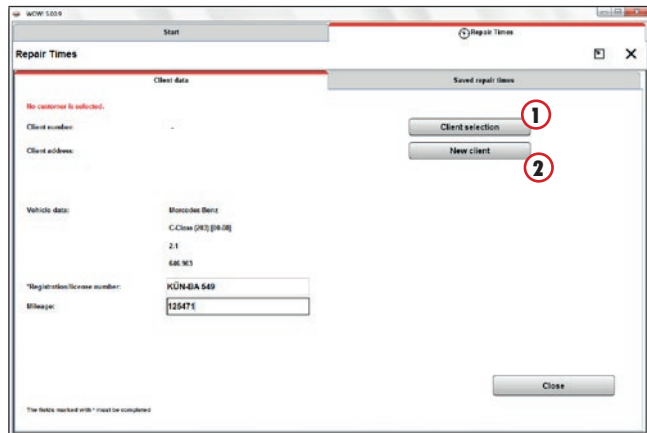 WOW! 5.00.9
Start
Repair Times
Repair Times
Client data
Saved repair times
No customer is selected.
Client number: -
Client selection
1
Client address:
New client
2
Vehicle data: Mercedes Benz
C-Class (203) [00-08]
2.1
646.963
*Registration/license number: KÜN-BA 549
Mileage: 125471
Close
The fields marked with * must be completed